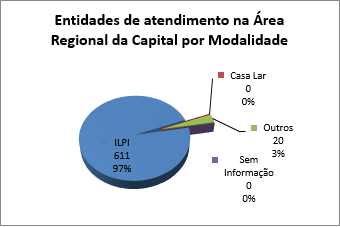 Entidades de atendimento na Área
Regional da Capital por Modalidade
Casa Lar
0
0%
Outros
20
3%
ILPI
611
97%
Sem
Informação
0
0%